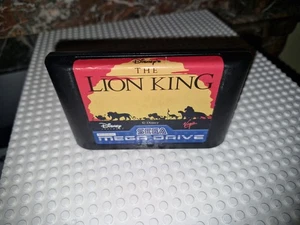 Disney's
THE
LION KING
Disney
Virgin
SEGA
MEGA DRIVE